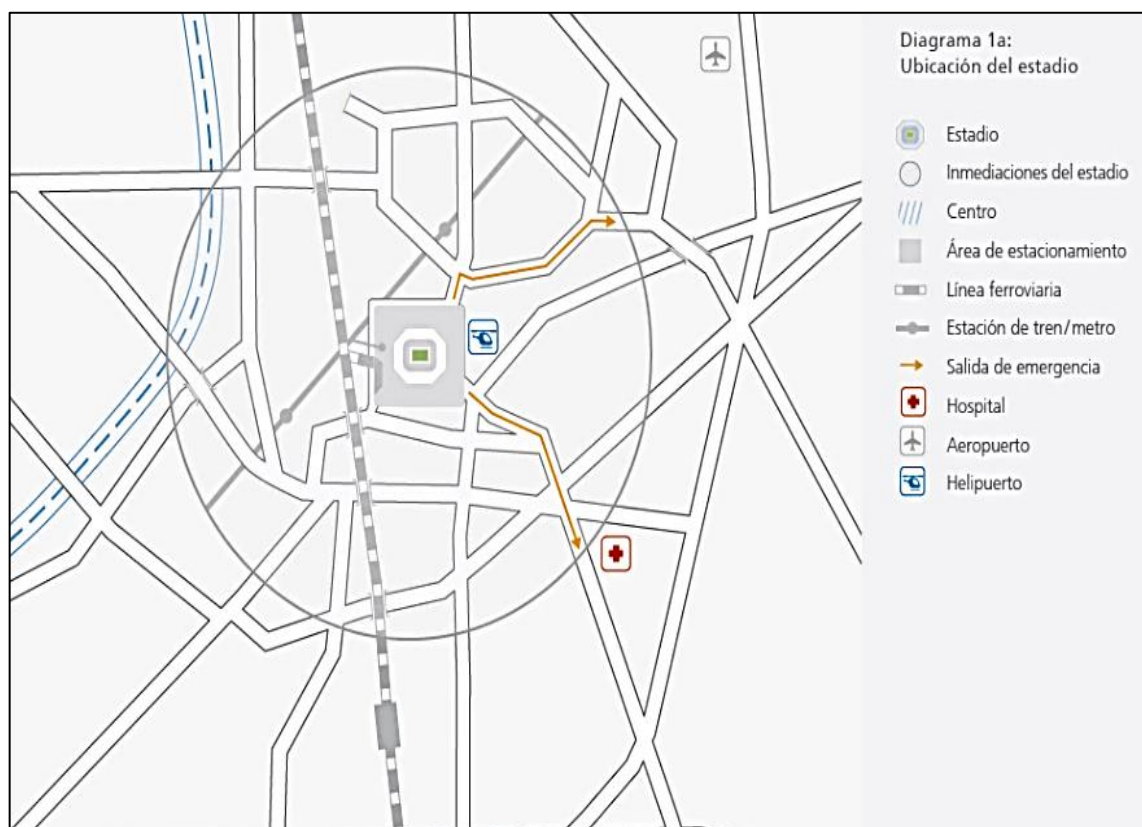 Diagrama 1a:
Ubicación del estadio
Estadio
Inmediaciones del estadio
Centro
Área de estacionamiento
Línea ferroviaria
Estación de tren/metro
Salida de emergencia
Hospital
Aeropuerto
Helipuerto